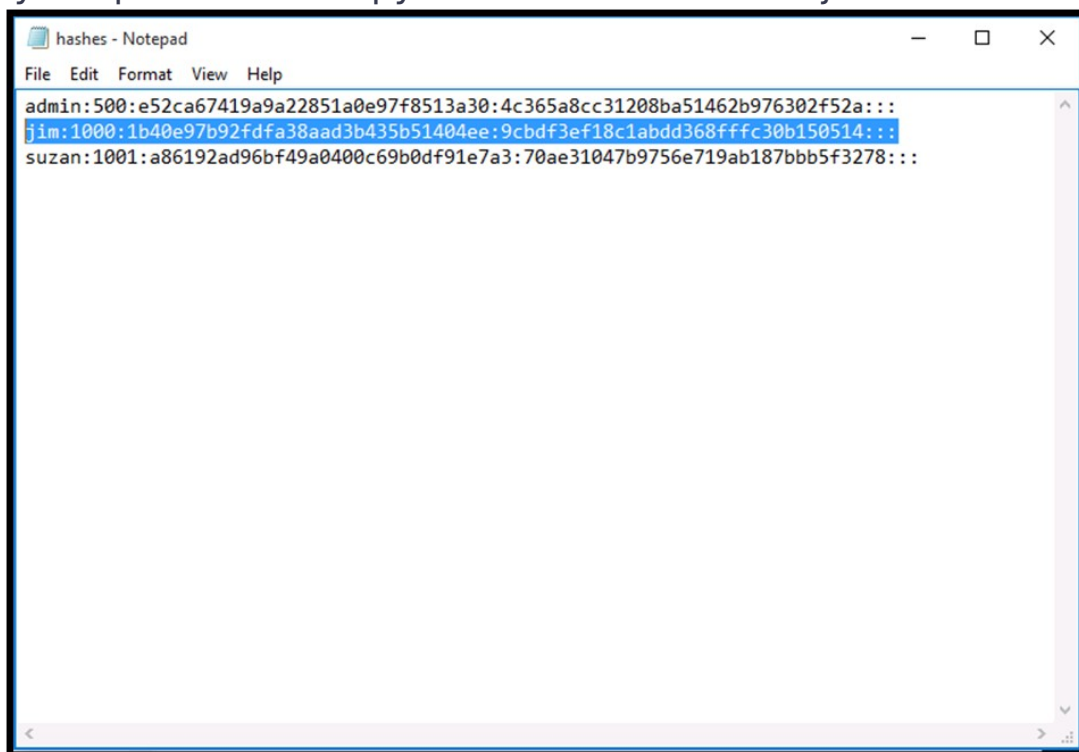 hashes - Notepad
File Edit Format View Help
admin:500:e52ca67419a9a22851a0e97f8513a30:4c365a8cc31208ba51462b976302f52a:::
jim:1000:1b40e97b92fdfa38aad3b435b51404ee:9cbdf3ef18c1abdd368fffc30b150514:::
suzan:1001:a86192ad96bf49a0400c69b0df91e7a3:70ae31047b9756e719ab187bbb5f3278:::